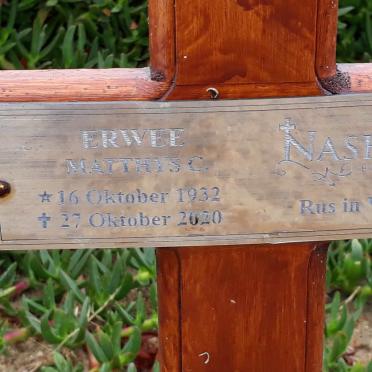 ERWEE
MATTHYS C.
★ 16 Oktober 1932
✝ 27 Oktober 2020
Rus in